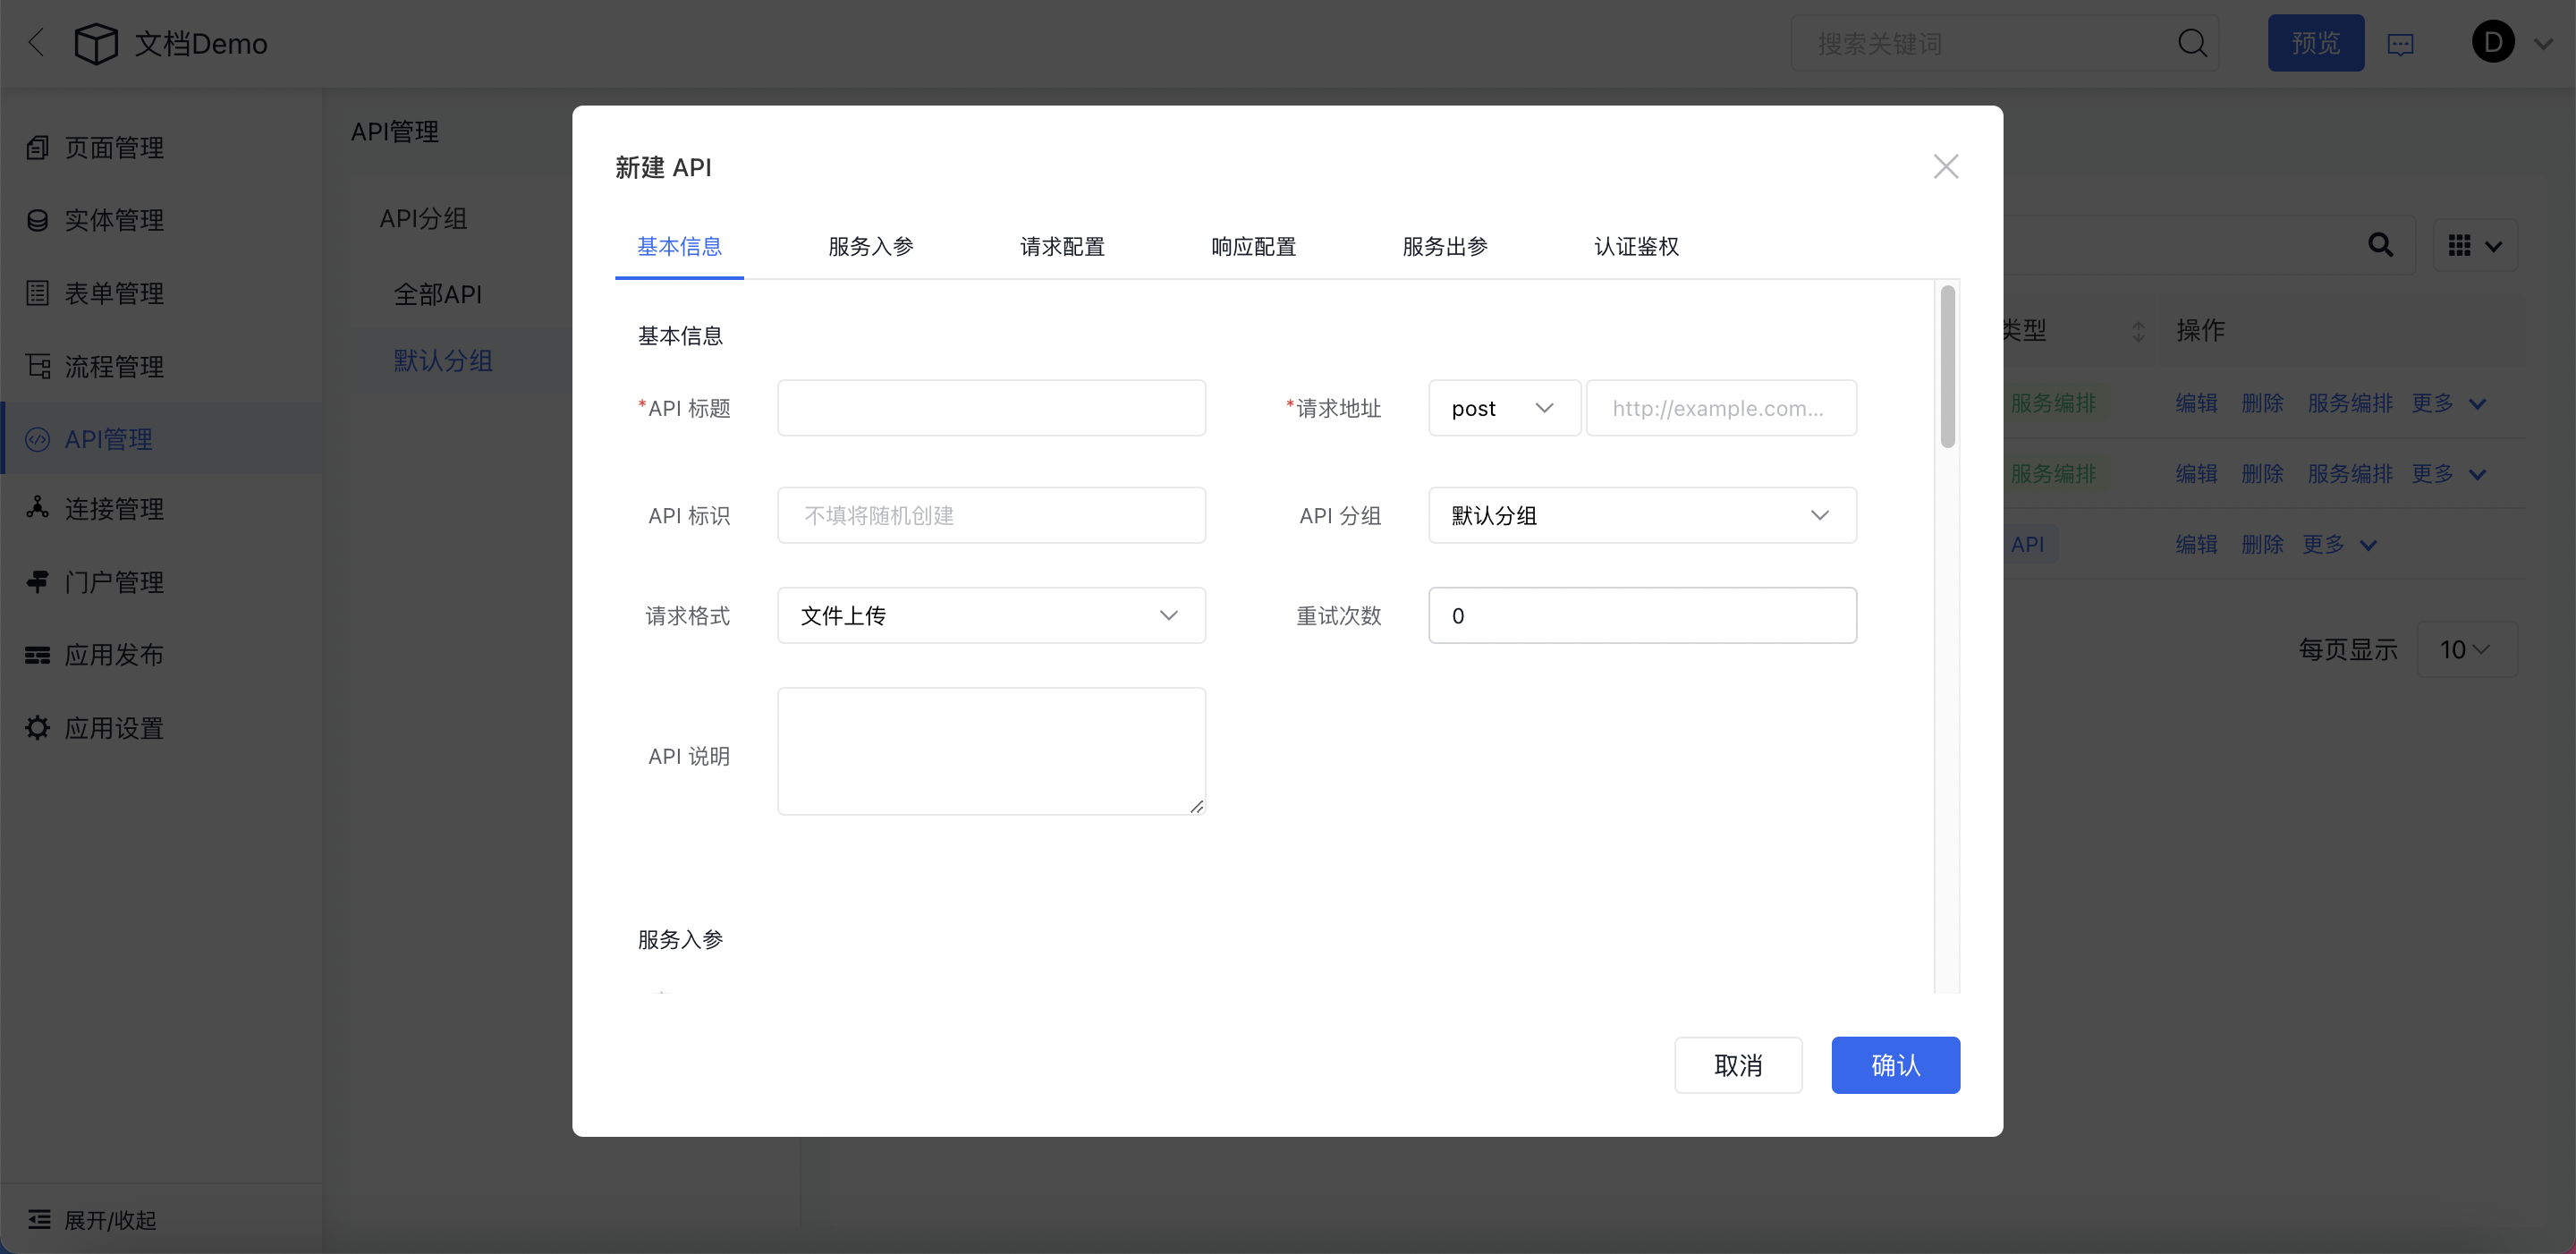 文档Demo
搜索关键词
预览
D
页面管理
实体管理
表单管理
流程管理
API管理
连接管理
门户管理
应用发布
应用设置
展开/收起
API管理
API分组
全部API
默认分组
类型
操作
服务编排
编辑 删除 服务编排 更多
服务编排
编辑 删除 服务编排 更多
API
编辑 删除 更多
每页显示 10
新建 API
基本信息 服务入参 请求配置 响应配置 服务出参 认证鉴权
基本信息
*API 标题
*请求地址 post http://example.com...
API 标识 不填将随机创建
API 分组 默认分组
请求格式 文件上传
重试次数 0
API 说明
服务入参
取消 确认